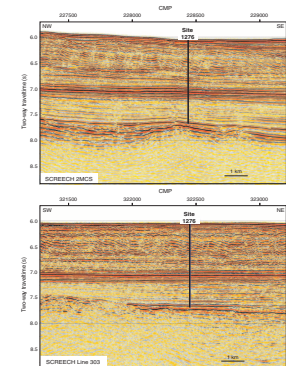 CMP
227500 228000 228500 229000
NW SE
Site
1276
6.0
6.5
7.0
7.5
8.0
8.5
Two-way traveltime (s)
1 km
SCREECH 2MCS
CMP
321500 322000 322500 323000
SW NE
Site
1276
6.0
6.5
7.0
7.5
8.0
8.5
Two-way traveltime (s)
1 km
SCREECH Line 303